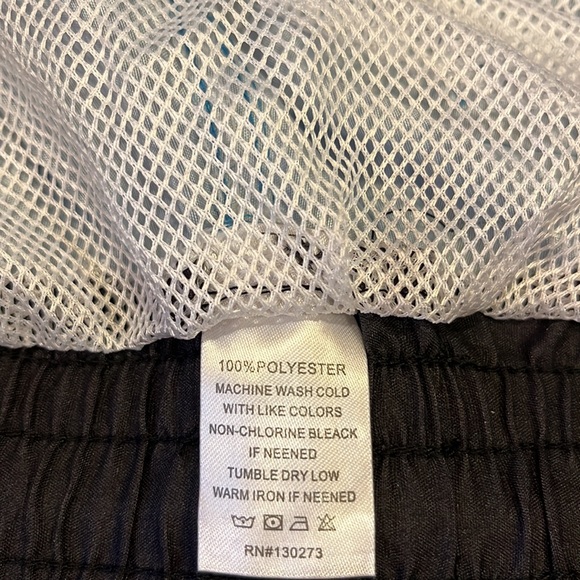 100%POLYESTER
MACHINE WASH COLD
WITH LIKE COLORS
NON-CHLORINE BLEACK
IF NEENED
TUMBLE DRY LOW
WARM IRON IF NEENED
RN#130273